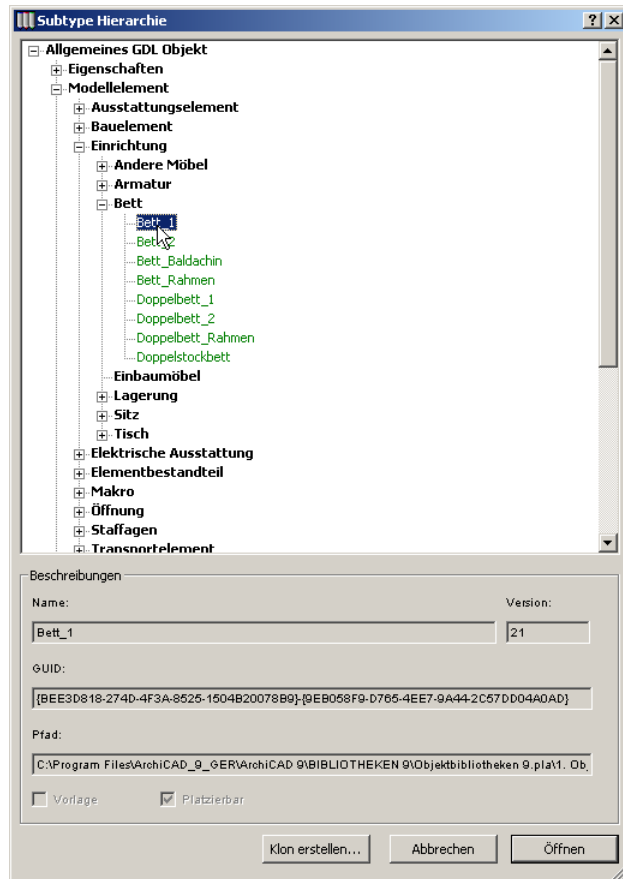 Subtype Hierarchie
Allgemeines GDL Objekt
Eigenschaften
Modellelement
Ausstattungselement
Bauelement
Einrichtung
Andere Möbel
Armatur
Bett
Bett_1
Bett_2
Bett_Baldachin
Bett_Rahmen
Doppelbett_1
Doppelbett_2
Doppelbett_Rahmen
Doppelstockbett
Einbaumöbel
Lagerung
Sitz
Tisch
Elektrische Ausstattung
Elementbestandteil
Makro
Öffnung
Staffagen
Transportelement
Beschreibungen
Name: Version:
Bett_1 21
GUID:
{BEE3D818-274D-4F3A-8525-1504B20078B9}-{9EB058F9-D765-4EE7-9A44-2C57DD04A0AD}
Pfad:
C:\Program Files\ArchiCAD_9_GER\ArchiCAD 9\BIBLIOTHEKEN 9\Objektbibliotheken 9.pla\1. Ob
Vorlage Platzierbar
Klon erstellen... Abbrechen Öffnen